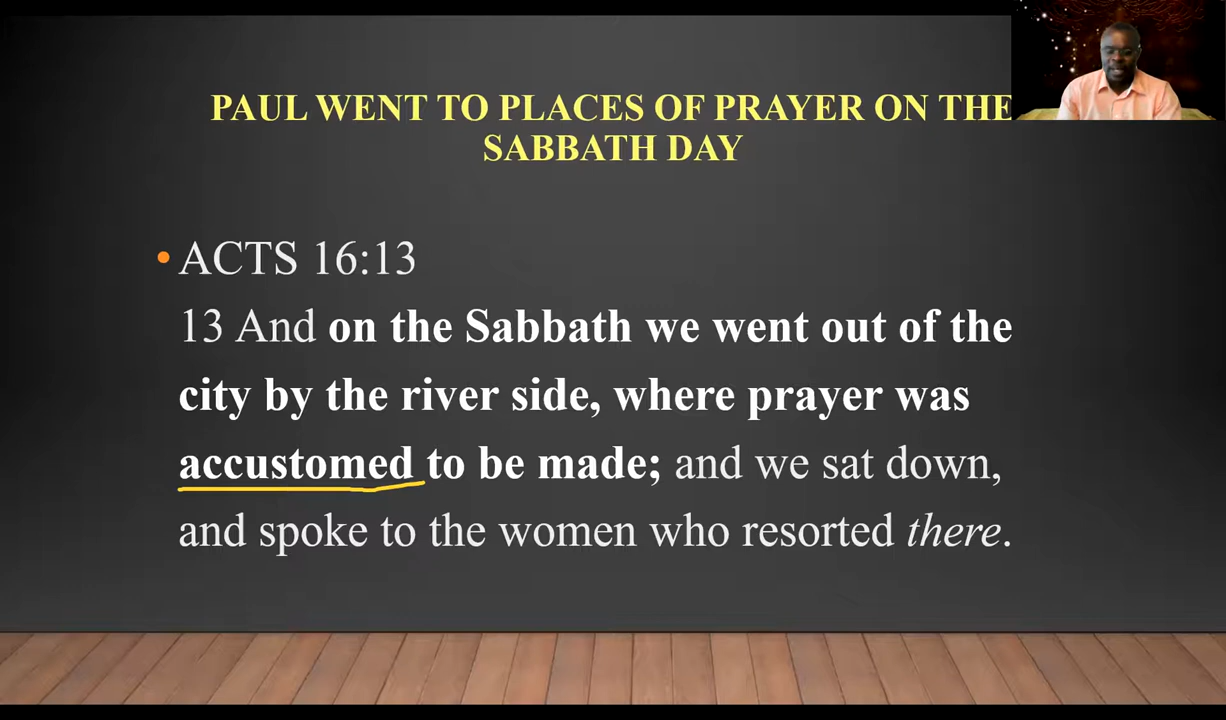 PAUL WENT TO PLACES OF PRAYER ON THE
SABBATH DAY
• ACTS 16:13
13 And on the Sabbath we went out of the
city by the river side, where prayer was
accustomed to be made; and we sat down,
and spoke to the women who resorted there.